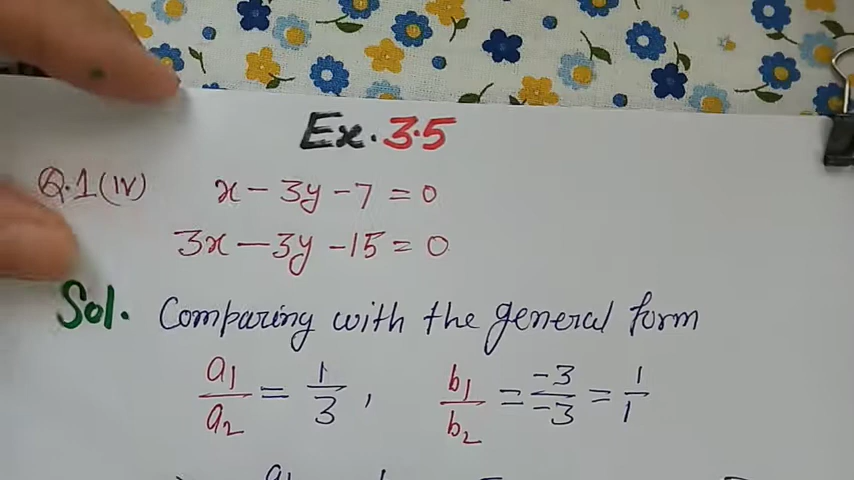 Ex. 3.5
Q.1(iv) x - 3y - 7 = 0
3x - 3y - 15 = 0
Sol. Comparing with the general form
a1/a2 = 1/3 , b1/b2 = -3/-3 = 1/1